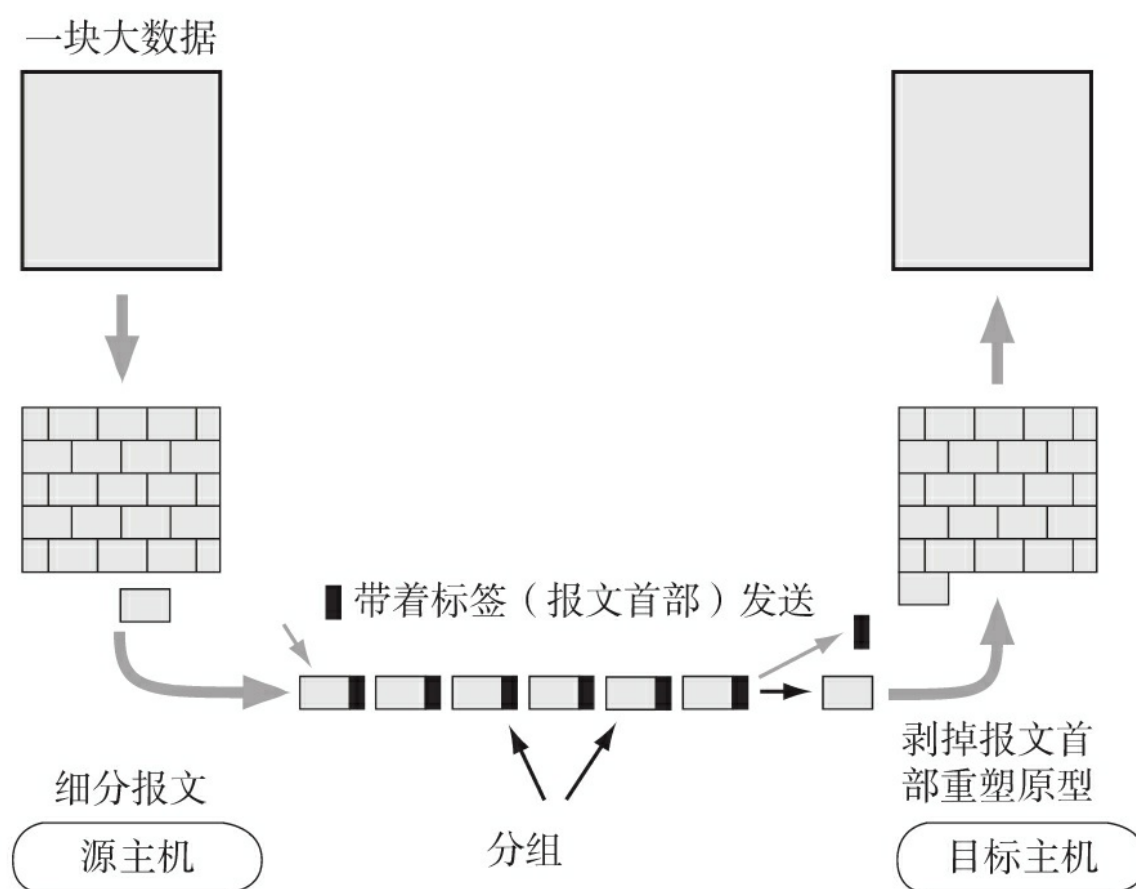 一块大数据
带着标签（报文首部）发送
剥掉报文首
部重塑原型
细分报文
源主机
分组
目标主机